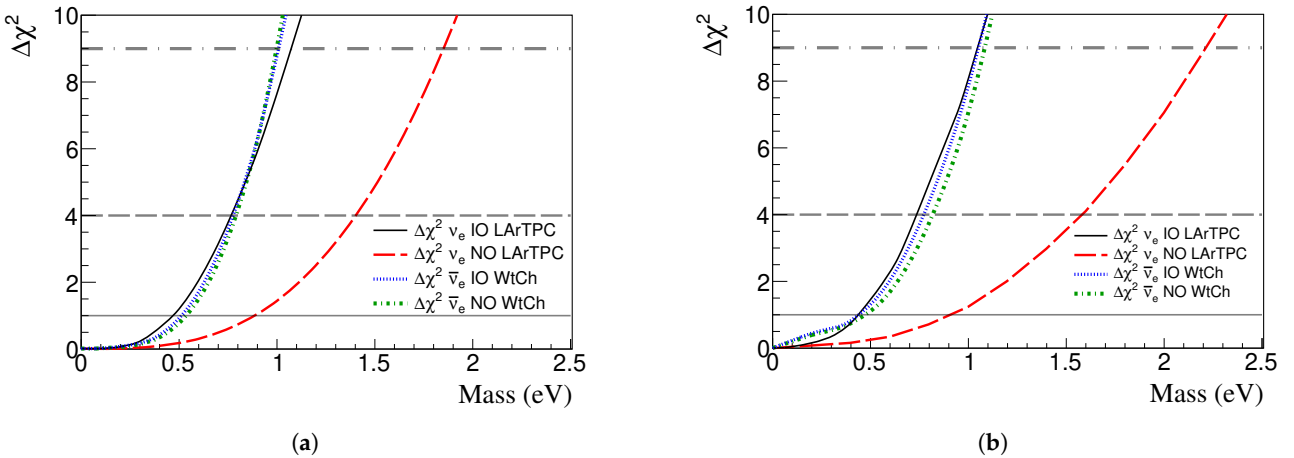 Δχ²
10
8
6
4
2
0
0
0.5
1
1.5
2
2.5
Mass (eV)
Δχ² νₑ IO LArTPC
Δχ² νₑ NO LArTPC
Δχ² ν̅ₑ IO WtCh
Δχ² ν̅ₑ NO WtCh
(a)
Δχ²
10
8
6
4
2
0
0
0.5
1
1.5
2
2.5
Mass (eV)
Δχ² νₑ IO LArTPC
Δχ² νₑ NO LArTPC
Δχ² ν̅ₑ IO WtCh
Δχ² ν̅ₑ NO WtCh
(b)